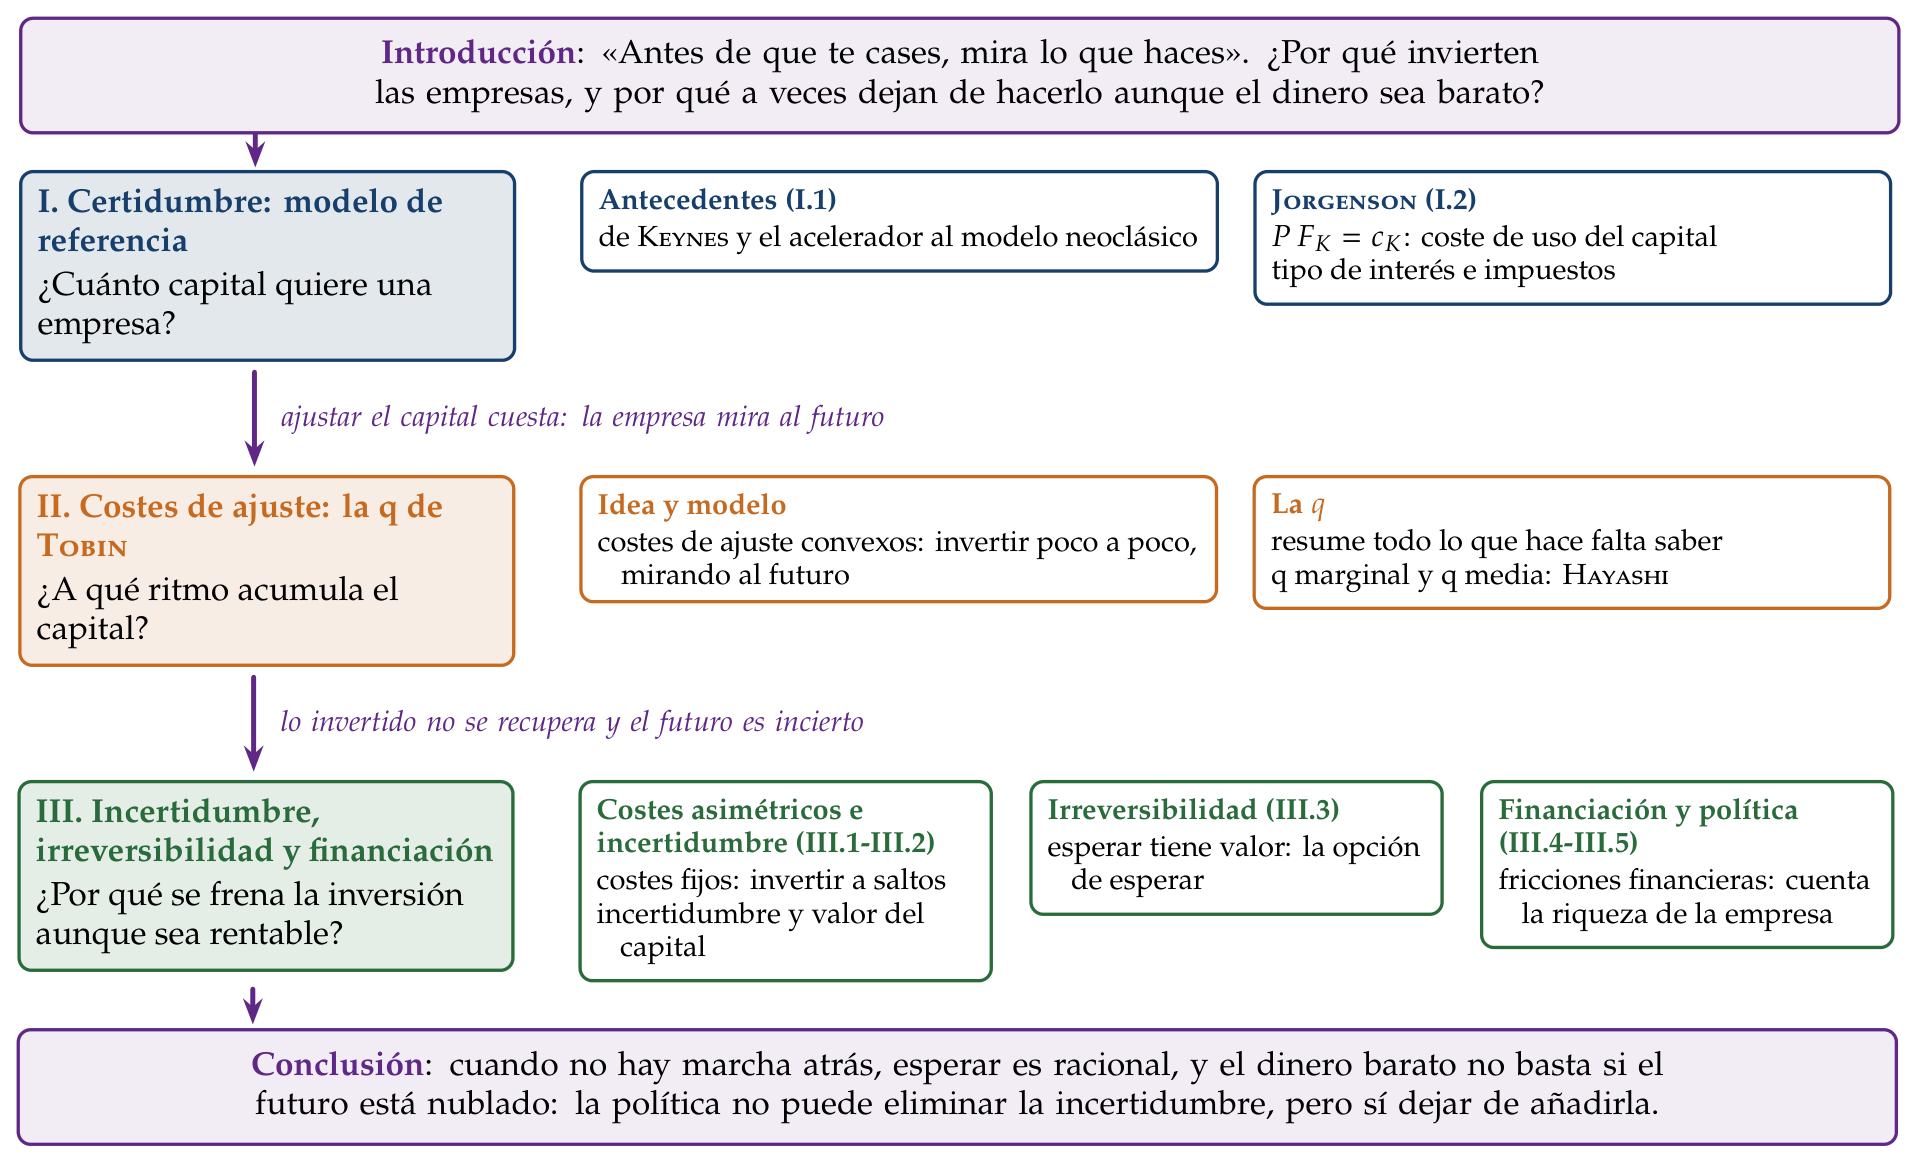 Introducción: «Antes de que te cases, mira lo que haces». ¿Por qué invierten
las empresas, y por qué a veces dejan de hacerlo aunque el dinero sea barato?
I. Certidumbre: modelo de
referencia
¿Cuánto capital quiere una
empresa?
Antecedentes (I.1)
de Keynes y el acelerador al modelo neoclásico
Jorgenson (I.2)
P F_K = c_K: coste de uso del capital
tipo de interés e impuestos
ajustar el capital cuesta: la empresa mira al futuro
II. Costes de ajuste: la q de
Tobin
¿A qué ritmo acumula el
capital?
Idea y modelo
costes de ajuste convexos: invertir poco a poco,
mirando al futuro
La q
resume todo lo que hace falta saber
q marginal y q media: Hayashi
lo invertido no se recupera y el futuro es incierto
III. Incertidumbre,
irreversibilidad y financiación
¿Por qué se frena la inversión
aunque sea rentable?
Costes asimétricos e
incertidumbre (III.1-III.2)
costes fijos: invertir a saltos
incertidumbre y valor del
capital
Irreversibilidad (III.3)
esperar tiene valor: la opción
de esperar
Financiación y política
(III.4-III.5)
fricciones financieras: cuenta
la riqueza de la empresa
Conclusión: cuando no hay marcha atrás, esperar es racional, y el dinero barato no basta si el
futuro está nublado: la política no puede eliminar la incertidumbre, pero sí dejar de añadirla.